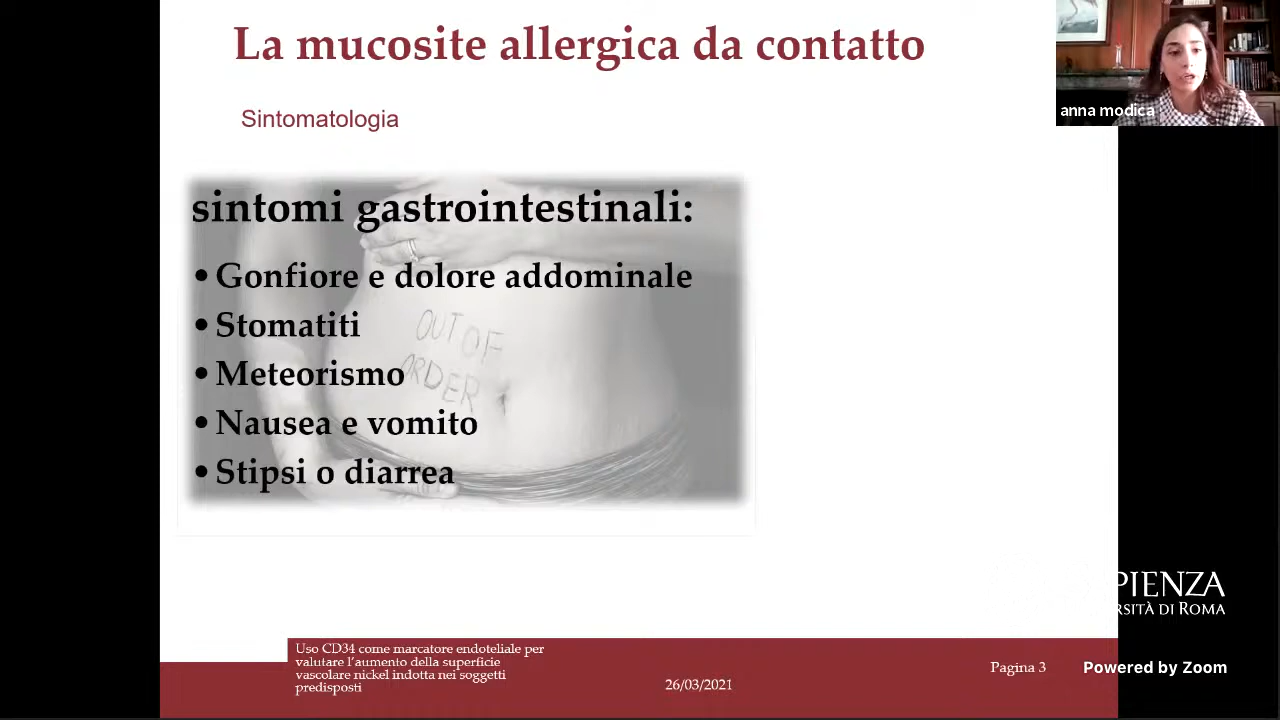 La mucosite allergica da contatto
anna modica
Sintomatologia
sintomi gastrointestinali:
• Gonfiore e dolore addominale
• Stomatiti
• Meteorismo
• Nausea e vomito
• Stipsi o diarrea
OUT OF
ORDER
PIENZA
RSITÀ DI ROMA
Uso CD34 come marcatore endoteliale per
valutare l'aumento della superficie
vascolare nickel indotta nei soggetti
predisposti
26/03/2021
Pagina 3
Powered by Zoom